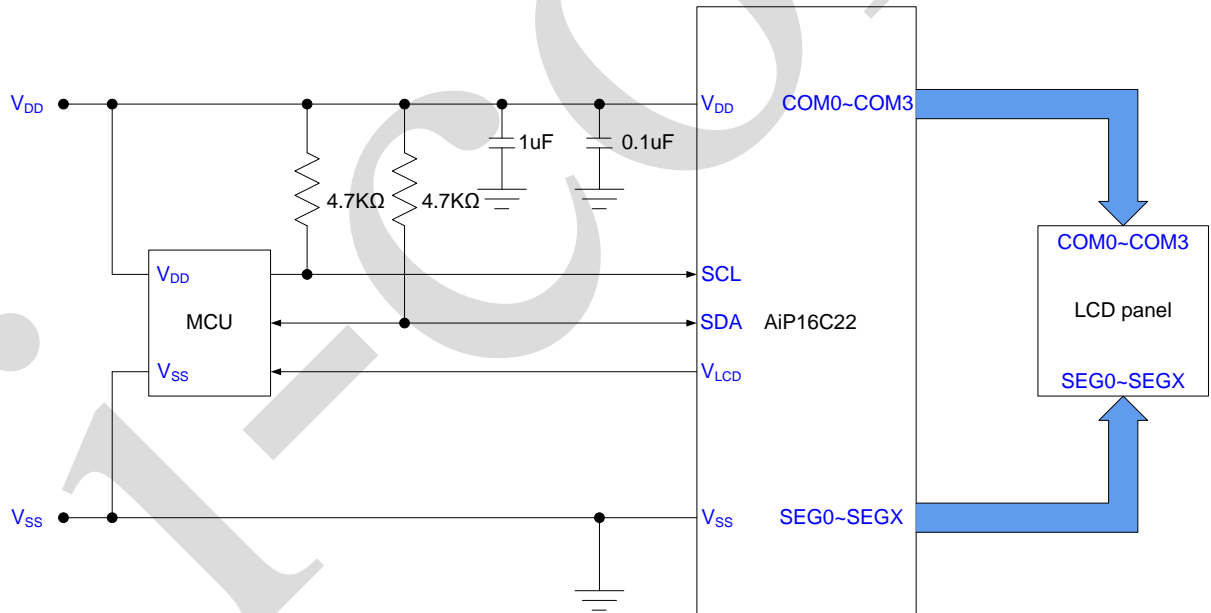 VDD
VDD
COM0~COM3
1uF
0.1uF
4.7KΩ
4.7KΩ
COM0~COM3
VDD
SCL
MCU
SDA
AiP16C22
LCD panel
VSS
VLCD
SEG0~SEGX
VSS
VSS
SEG0~SEGX